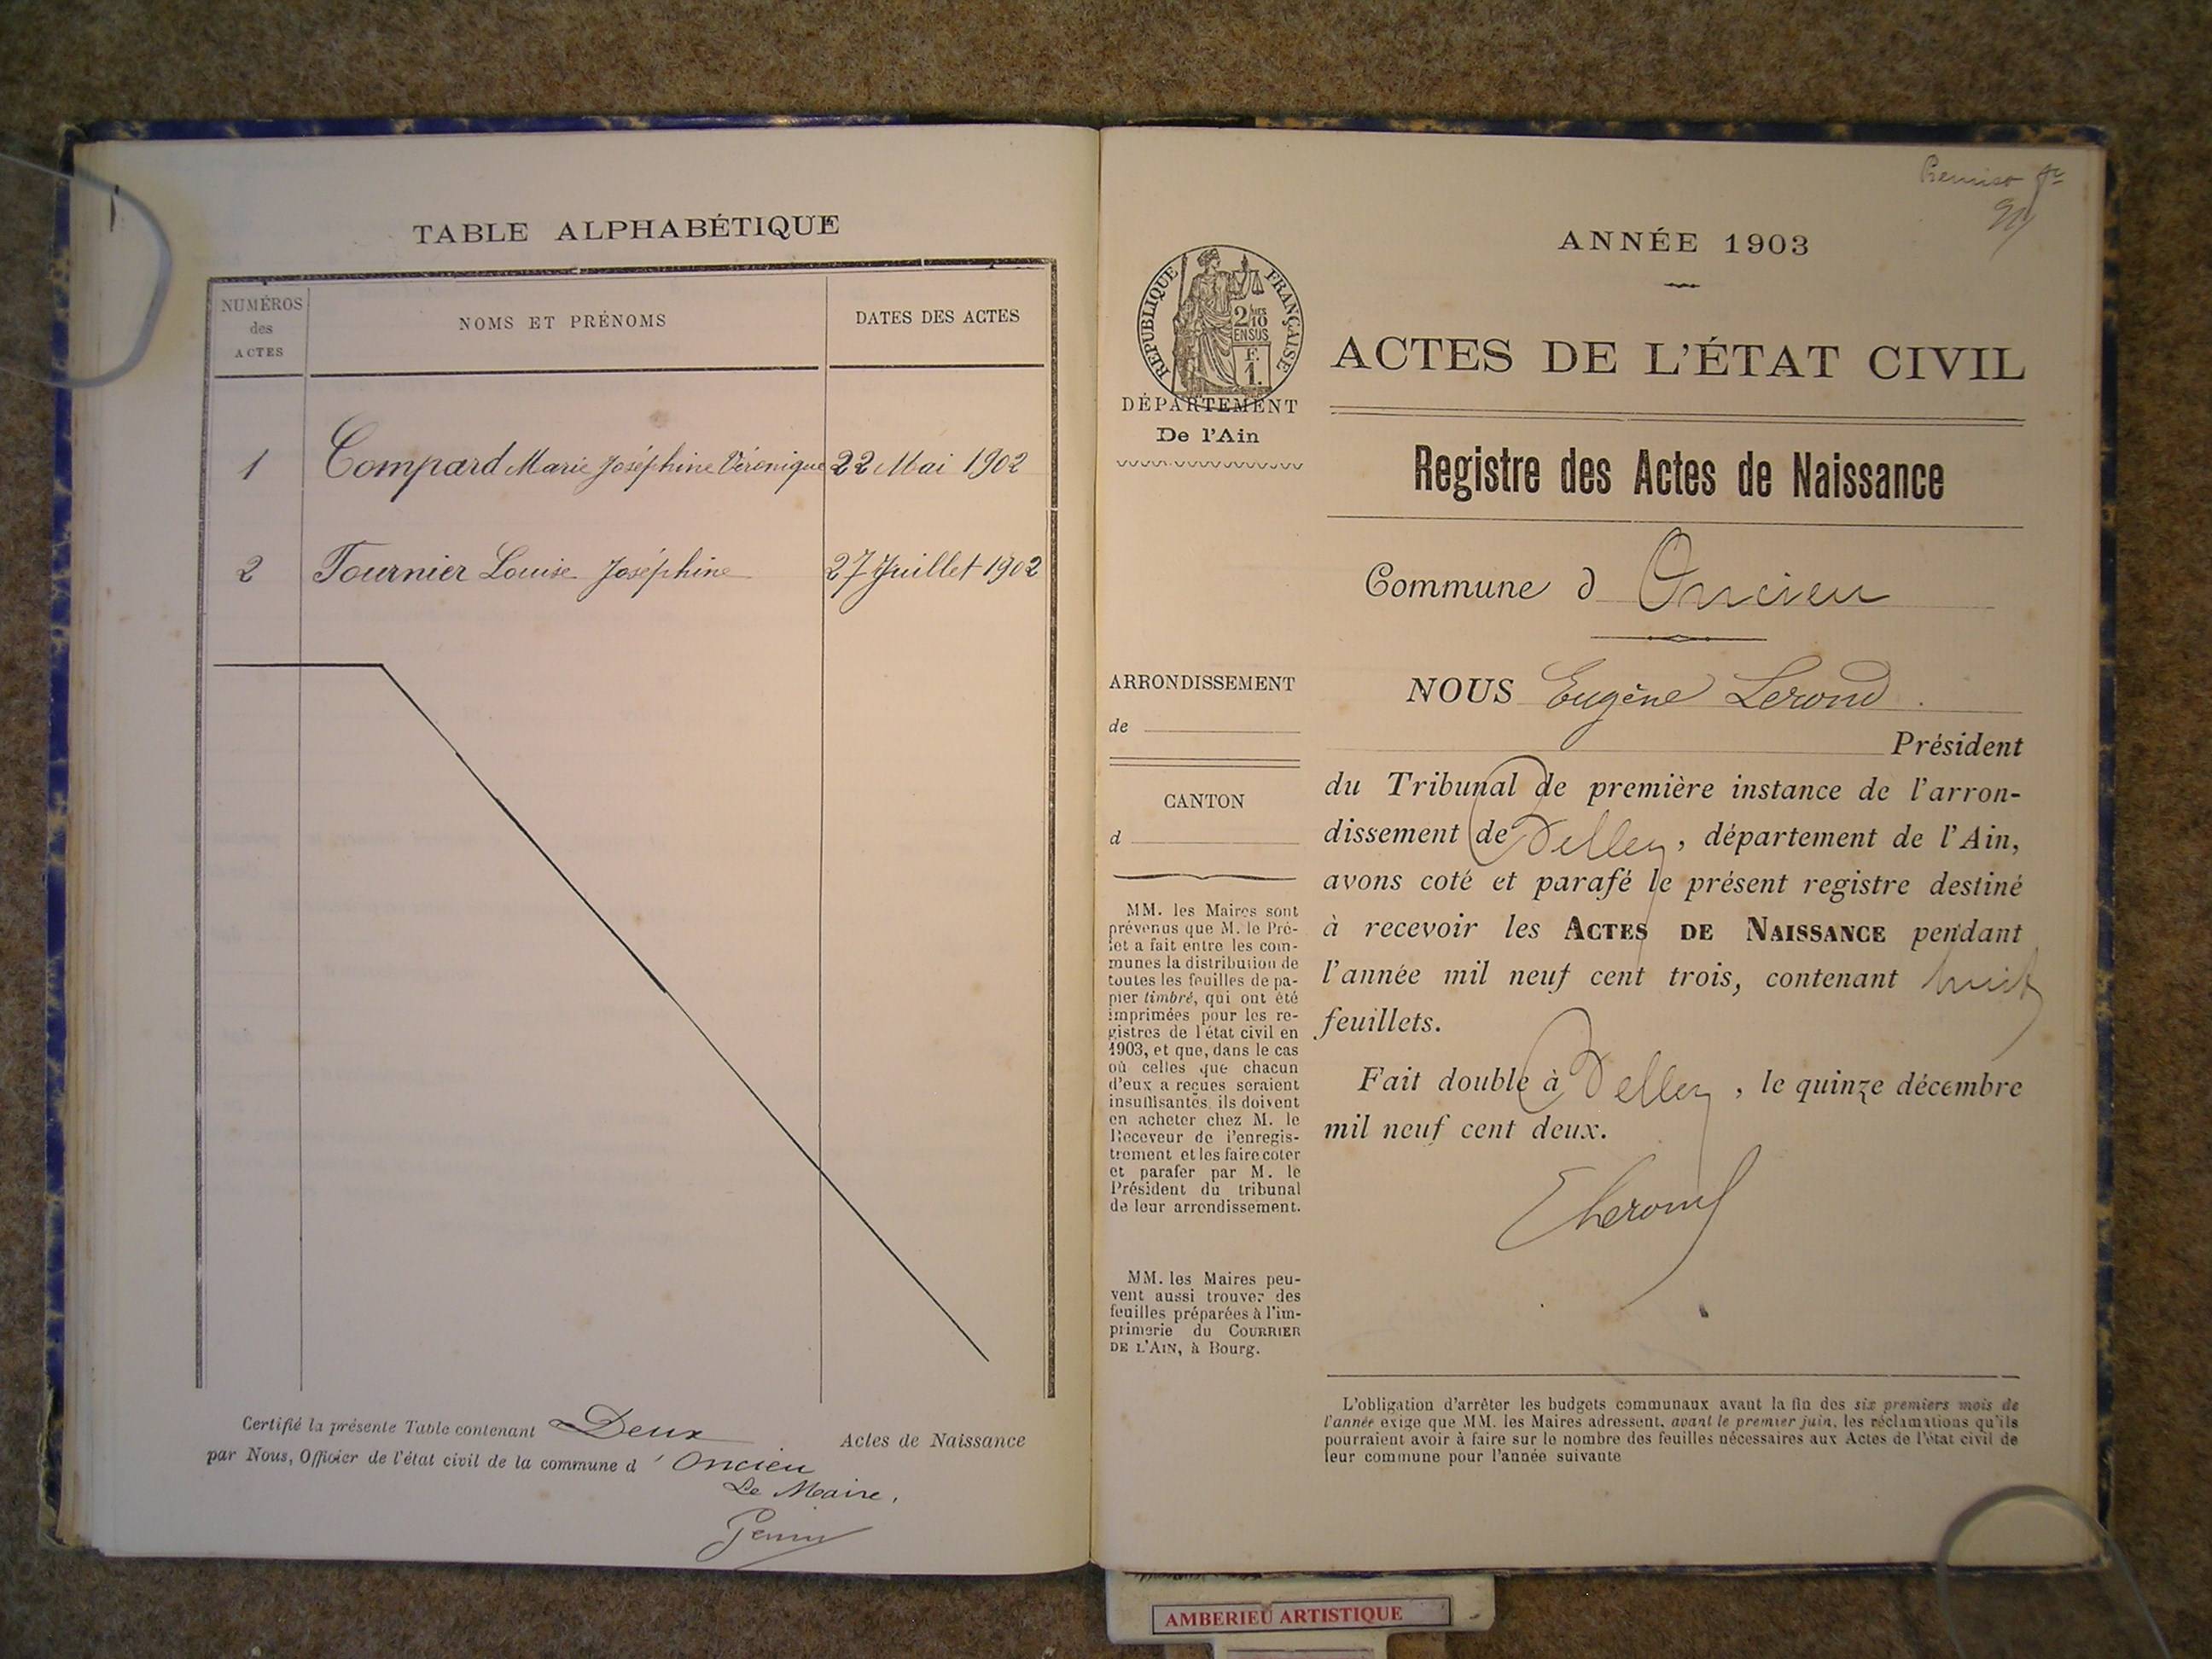 TABLE ALPHABÉTIQUE
NUMÉROS
des
ACTES
NOMS ET PRÉNOMS
DATES DES ACTES
1 Compard Marie Joséphine Véronique 22 Mai 1902
2 Tournier Louise Joséphine 27 Juillet 1902
Certifié la présente Table contenant Deux Actes de Naissance
par Nous, Officier de l'état civil de la commune d'Oncieu
Le Maire,
ANNÉE 1903
RÉPUBLIQUE FRANÇAISE
2/10
EN SUS
F.
1.
ACTES DE L'ÉTAT CIVIL
DÉPARTEMENT
De l'Ain
Registre des Actes de Naissance
Commune d Oncieu
ARRONDISSEMENT
de
CANTON
d
MM. les Maires sont
prévenus que M. le Pré-
fet a fait entre les com-
munes la distribution de
toutes les feuilles de pa-
pier timbré, qui ont été
imprimées pour les re-
gistres de l'état civil en
1903, et que, dans le cas
où celles que chacun
d'eux a reçues seraient
insuffisantes, ils doivent
en acheter chez M. le
Receveur de l'enregis-
trement et les faire coter
et parafer par M. le
Président du tribunal
de leur arrondissement.
MM. les Maires peu-
vent aussi trouver des
feuilles préparées à l'im-
primerie du COURRIER
DE L'AIN, à Bourg.
NOUS Eugène Lerond
Président
du Tribunal de première instance de l'arron-
dissement de Belley, département de l'Ain,
avons coté et parafé le présent registre destiné
à recevoir les ACTES DE NAISSANCE pendant
l'année mil neuf cent trois, contenant huit
feuillets.
Fait double à Belley, le quinze décembre
mil neuf cent deux.
E Lerond
L'obligation d'arrêter les budgets communaux avant la fin des six premiers mois de
l'année exige que MM. les Maires adressent, avant le premier juin, les réclamations qu'ils
pourraient avoir à faire sur le nombre des feuilles nécessaires aux Actes de l'état civil de
leur commune pour l'année suivante
AMBERIEU ARTISTIQUE